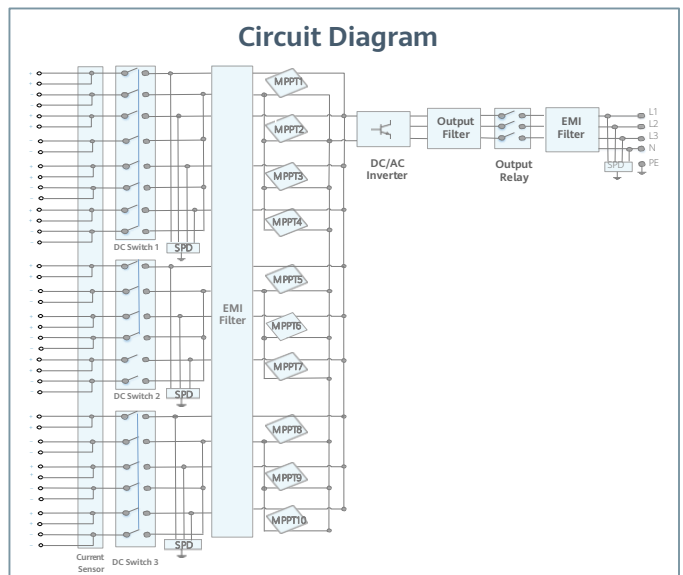 Circuit Diagram
MPPT1
MPPT2
MPPT3
MPPT4
MPPT5
MPPT6
MPPT7
MPPT8
MPPT9
MPPT10
DC Switch 1
SPD
DC Switch 2
SPD
DC Switch 3
SPD
Current
Sensor
EMI
Filter
DC/AC
Inverter
Output
Filter
Output
Relay
EMI
Filter
SPD
L1
L2
L3
N
PE